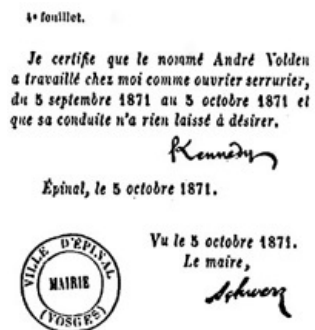 4e feuillet.
Je certifie que le nommé André Volden
a travaillé chez moi comme ouvrier serrurier,
du 5 septembre 1871 au 5 octobre 1871 et
que sa conduite n'a rien laissé à désirer.
Kennedy
Épinal, le 5 octobre 1871.
Vu le 5 octobre 1871.
Le maire,
Schwerz
VILLE D'ÉPINAL
MAIRIE
(VOSGES)